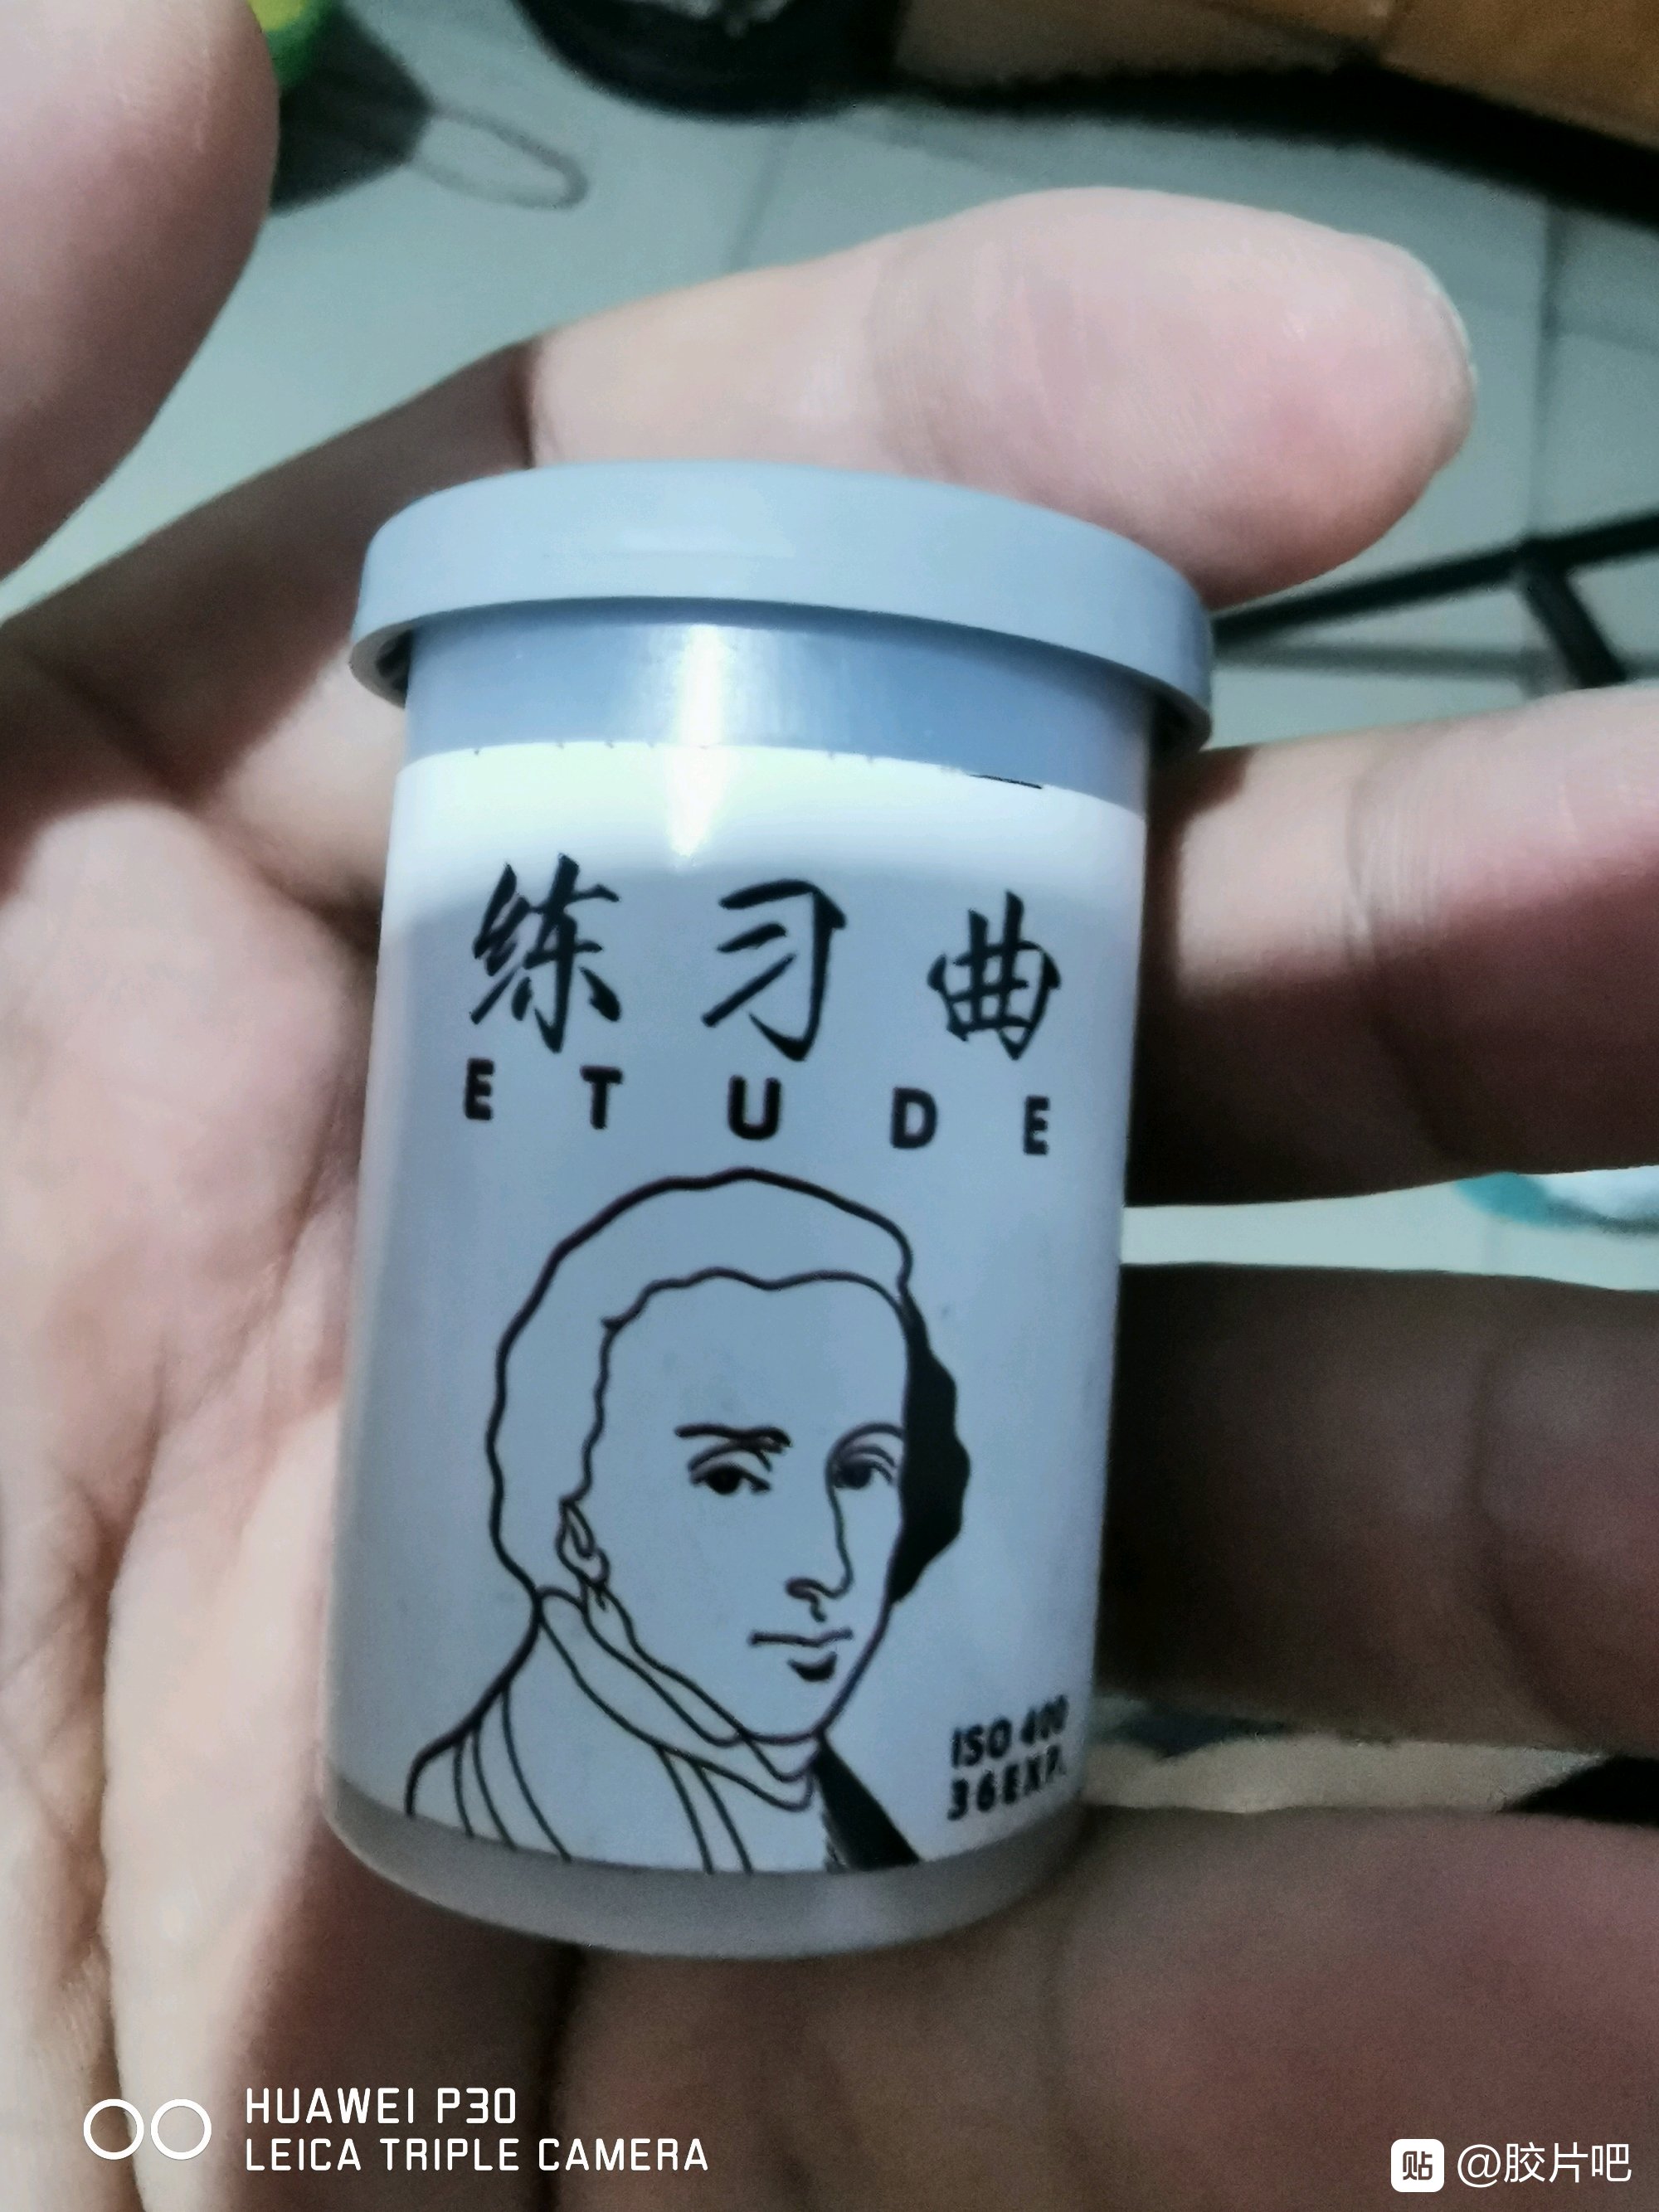 练习曲
ETUDE
ISO 400
36EXP.
HUAWEI P30
LEICA TRIPLE CAMERA
贴 @胶片吧